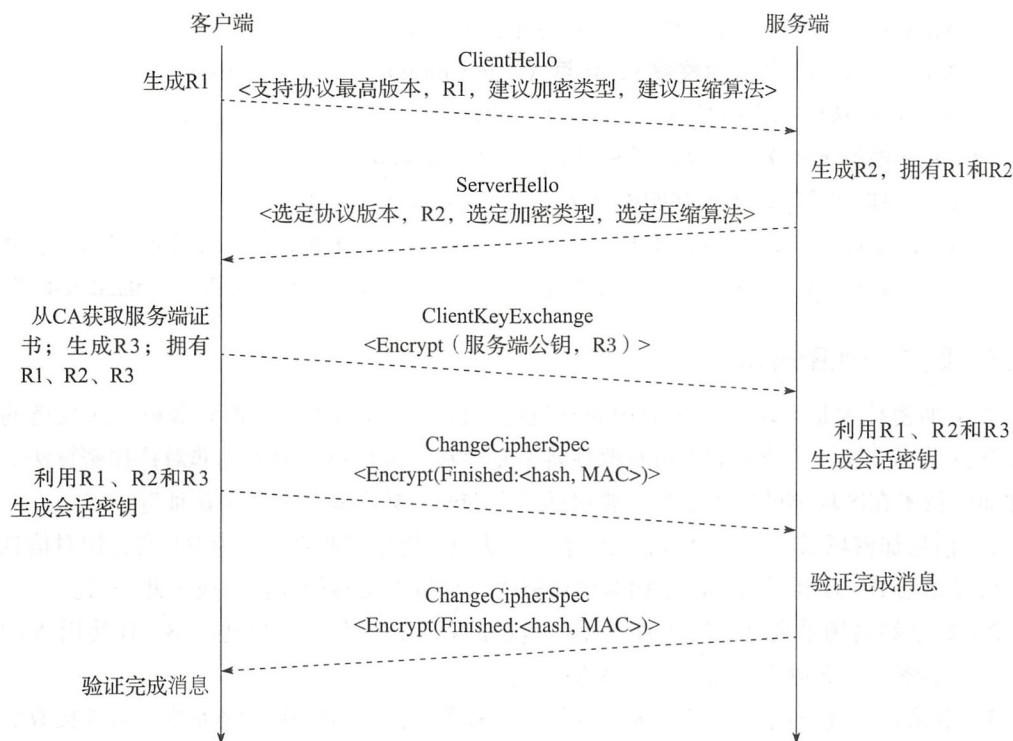 客户端
服务端
ClientHello
生成R1
<支持协议最高版本，R1，建议加密类型，建议压缩算法>
生成R2，拥有R1和R2
ServerHello
<选定协议版本，R2，选定加密类型，选定压缩算法>
从CA获取服务端证
书；生成R3；拥有
R1、R2、R3
ClientKeyExchange
<Encrypt（服务端公钥，R3）>
利用R1、R2和R3
生成会话密钥
ChangeCipherSpec
<Encrypt(Finished:<hash, MAC>)>
利用R1、R2和R3
生成会话密钥
验证完成消息
ChangeCipherSpec
<Encrypt(Finished:<hash, MAC>)>
验证完成消息